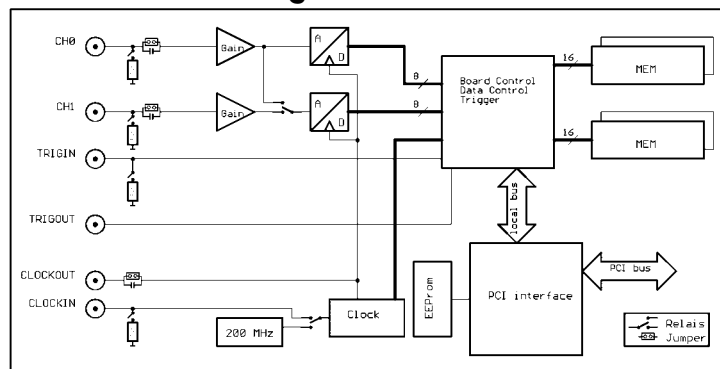 CH0
Gain
A
D
8
Board Control
Data Control
Trigger
16
MEM
CH1
Gain
A
D
8
16
MEM
TRIGIN
TRIGOUT
local bus
CLOCKOUT
CLOCKIN
200 MHz
Clock
EEProm
PCI interface
PCI bus
Relais
Jumper